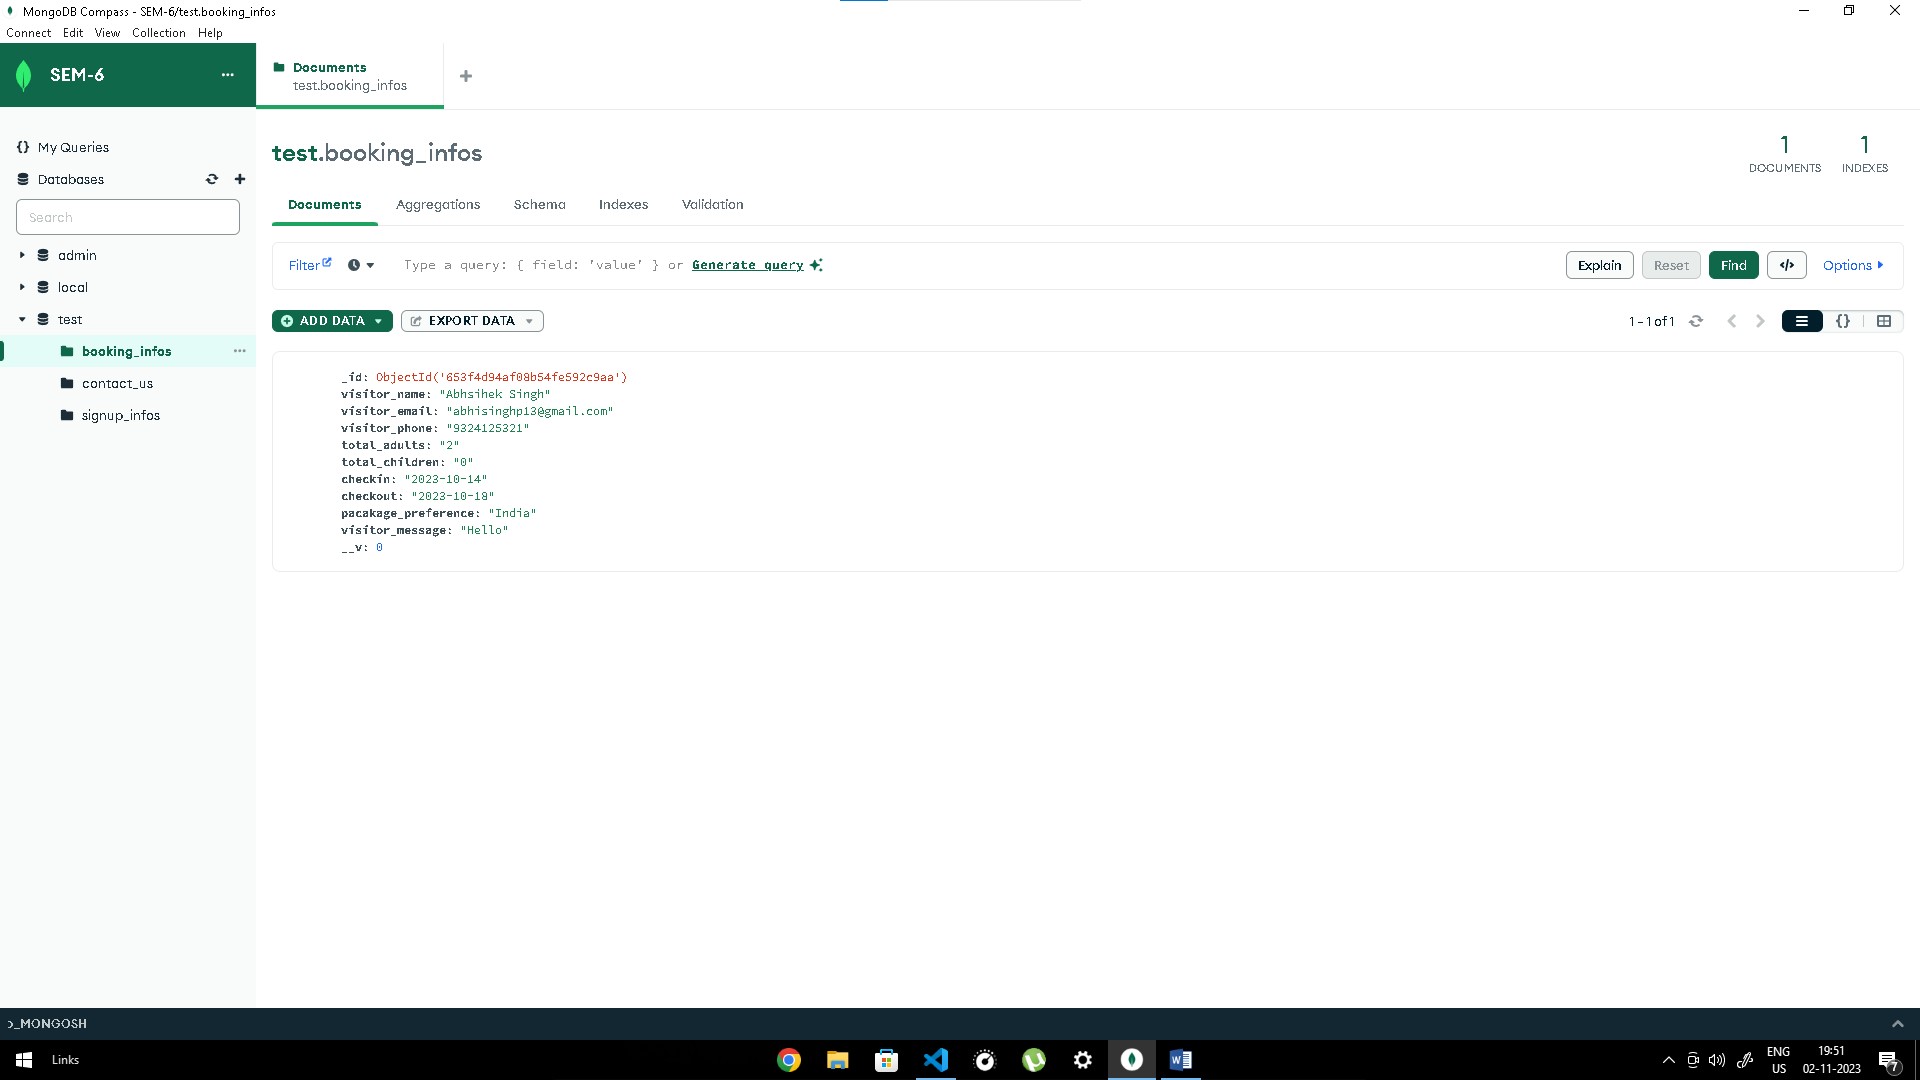 MongoDB Compass - SEM-6/test.booking_infos
Connect Edit View Collection Help
SEM-6
Documents
test.booking_infos
{} My Queries
Databases
Search
admin
local
test
booking_infos
contact_us
signup_infos
test.booking_infos
1 DOCUMENTS
1 INDEXES
Documents Aggregations Schema Indexes Validation
Filter Type a query: { field: 'value' } or Generate query Explain Reset Find </> Options
ADD DATA EXPORT DATA 1 – 1 of 1 {}
_id: ObjectId('653f4d94af08b54fe592c9aa')
visitor_name: "Abhsihek Singh"
visitor_email: "abhisinghp13@gmail.com"
visitor_phone: "9324125321"
total_adults: "2"
total_children: "0"
checkin: "2023-10-14"
checkout: "2023-10-18"
pacakage_preference: "India"
visitor_message: "Hello"
__v: 0
>_MONGOSH
Links
ENG
US
19:51
02-11-2023
7